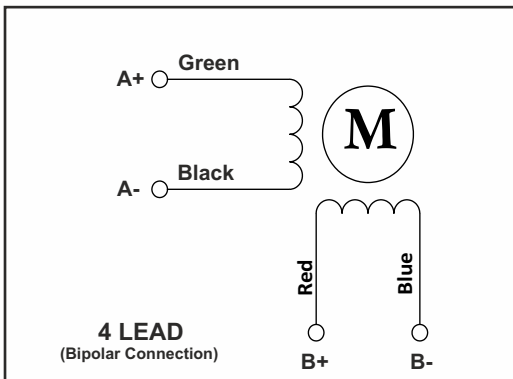 A+ Green
M
A- Black
Red
Blue
4 LEAD
(Bipolar Connection)
B+ B-